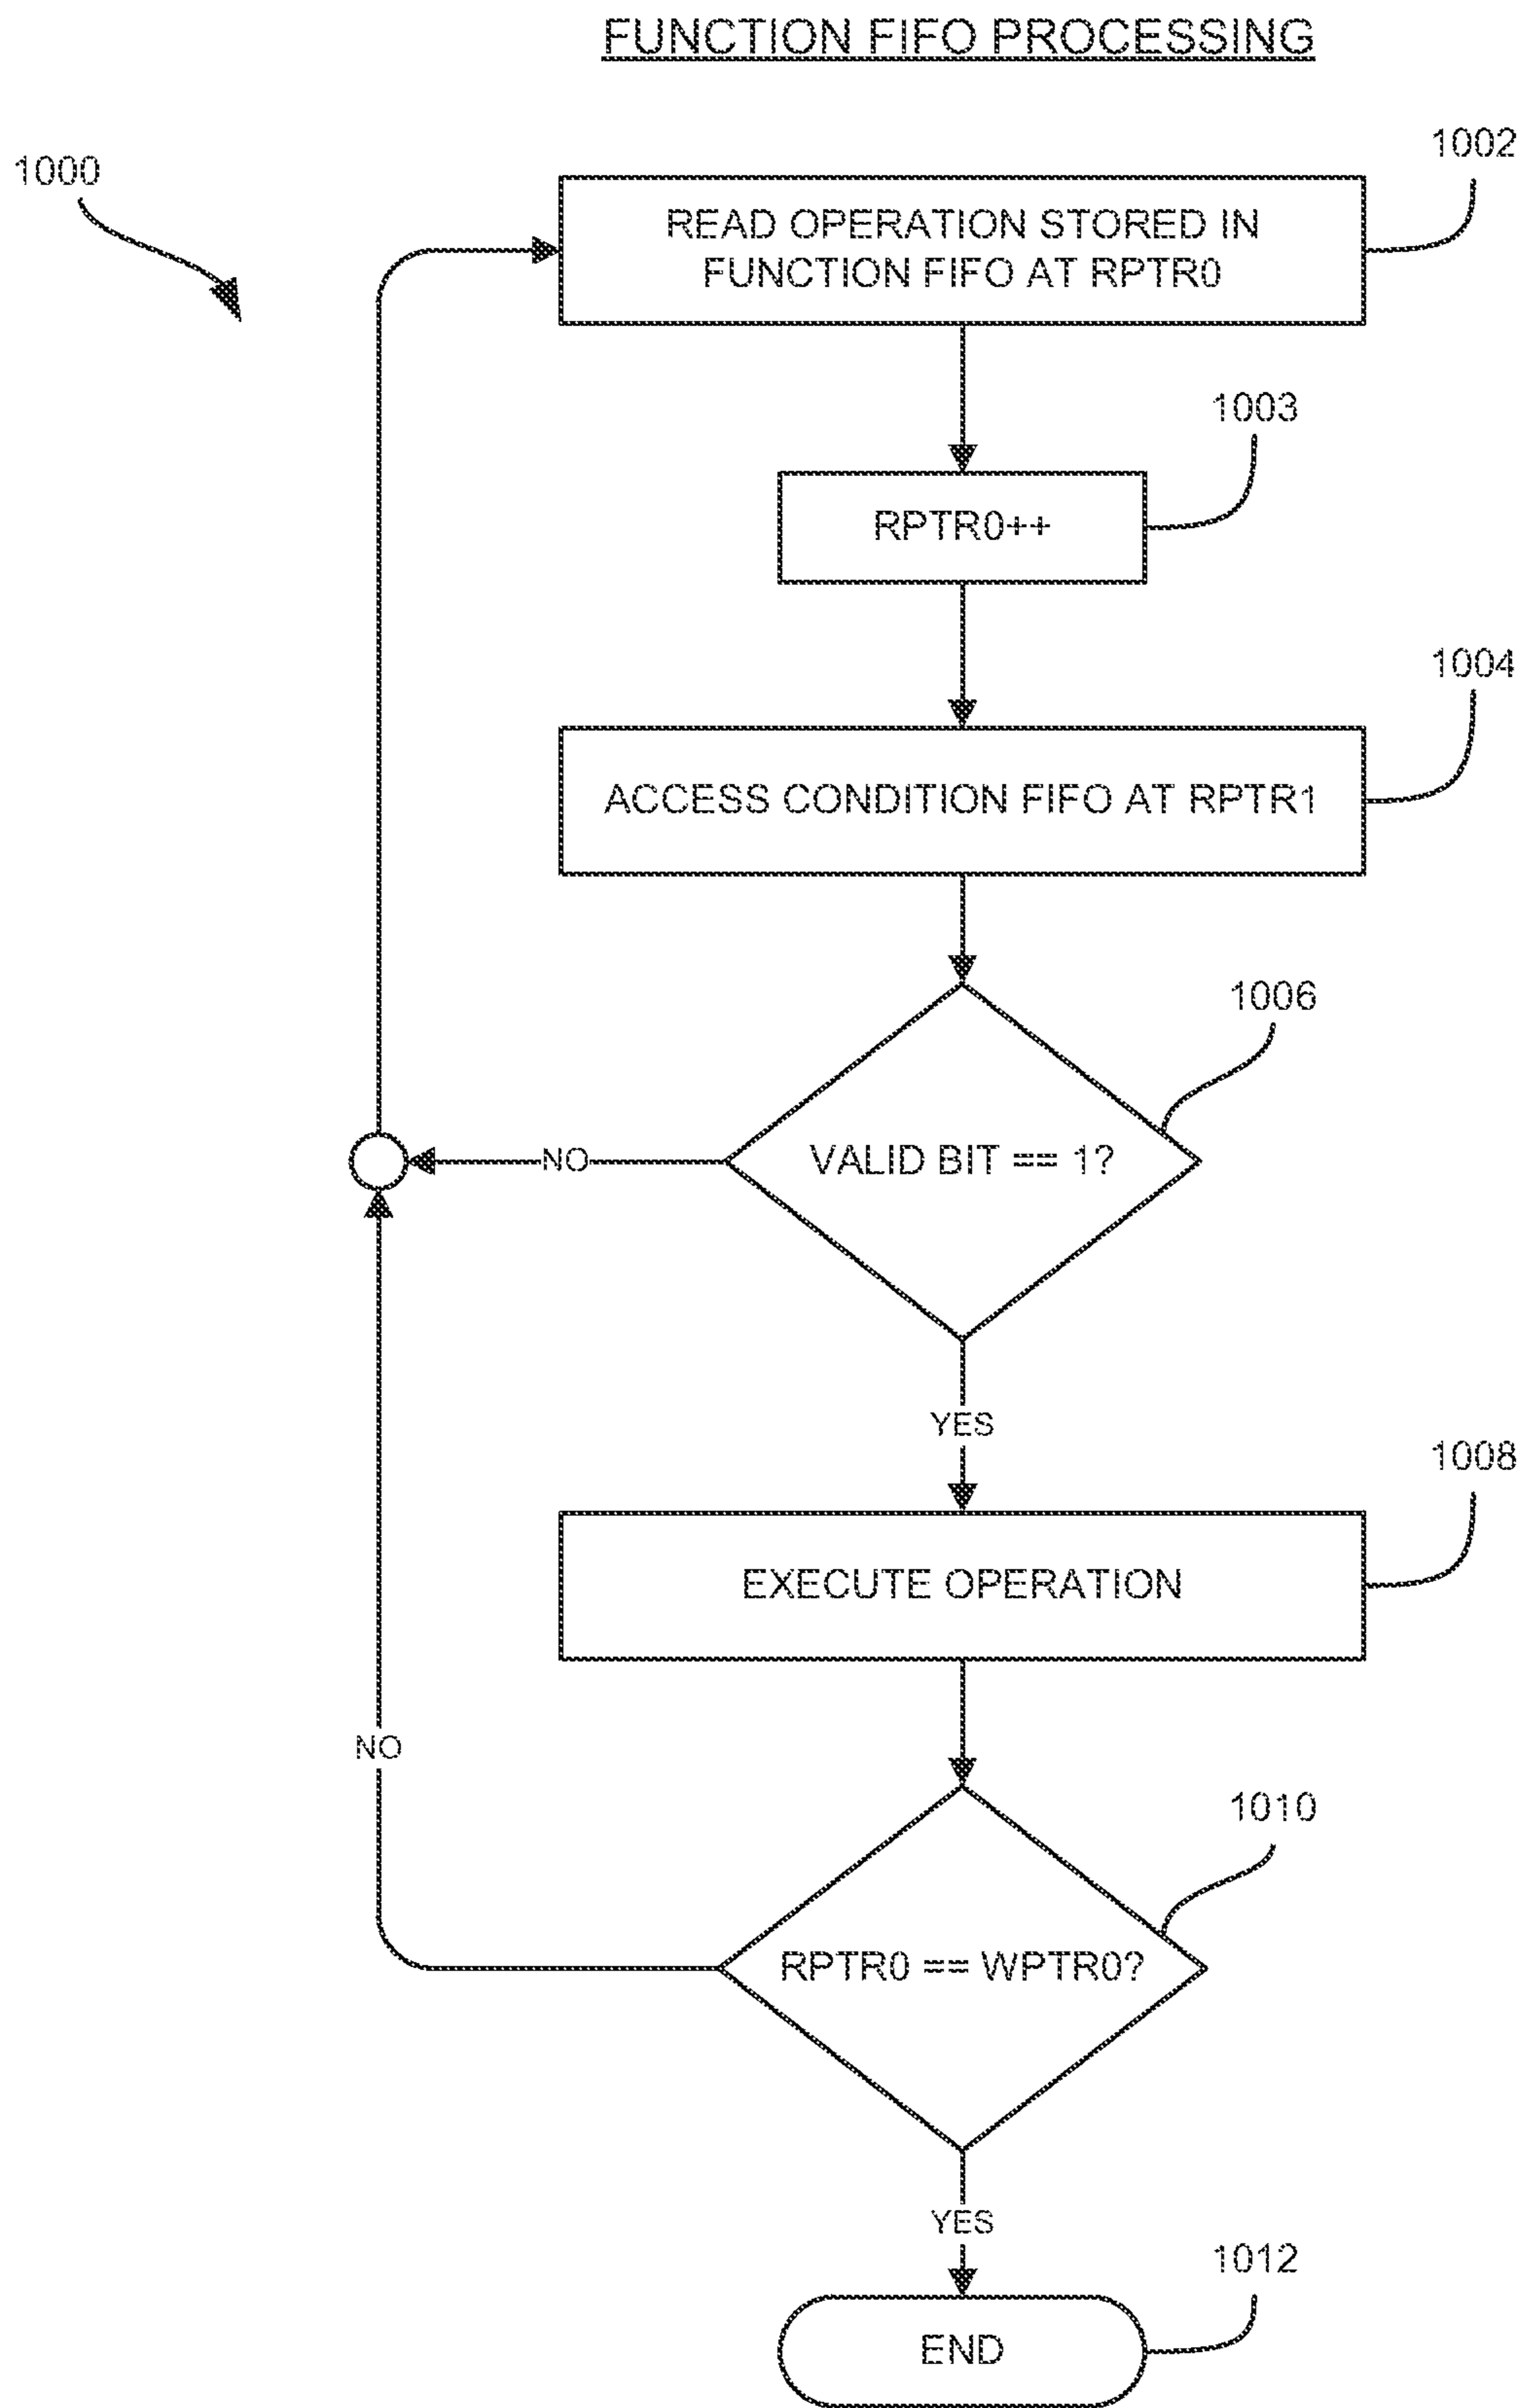 FUNCTION FIFO PROCESSING
1000
1002
READ OPERATION STORED IN
FUNCTION FIFO AT RPTR0
1003
RPTR0++
1004
ACCESS CONDITION FIFO AT RPTR1
1006
VALID BIT == 1?
NO
YES
1008
EXECUTE OPERATION
NO
1010
RPTR0 == WPTR0?
YES
1012
END